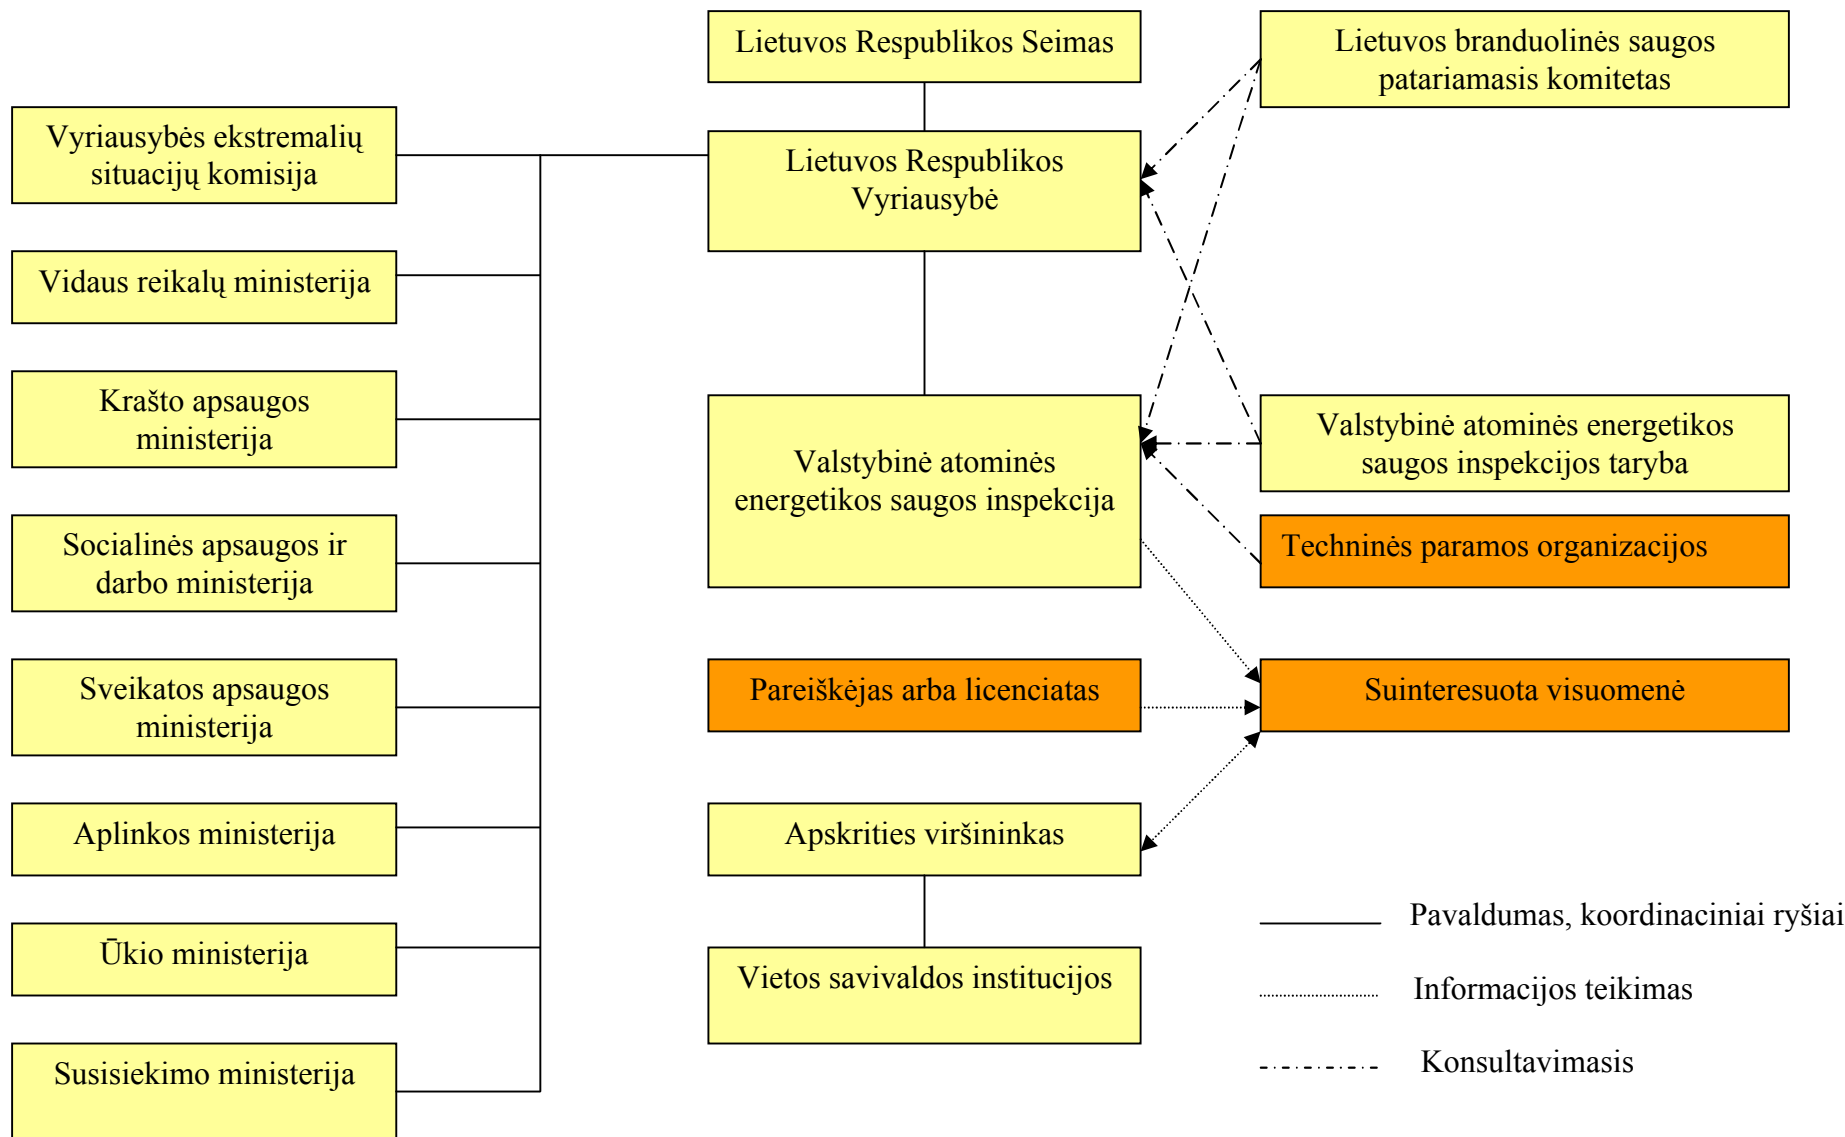 Lietuvos Respublikos Seimas
Lietuvos branduolinės saugos
patariamasis komitetas
Vyriausybės ekstremalių
situacijų komisija
Lietuvos Respublikos
Vyriausybė
Vidaus reikalų ministerija
Krašto apsaugos
ministerija
Valstybinė atominės
energetikos saugos inspekcija
Valstybinė atominės energetikos
saugos inspekcijos taryba
Socialinės apsaugos ir
darbo ministerija
Techninės paramos organizacijos
Sveikatos apsaugos
ministerija
Pareiškėjas arba licenciatas
Suinteresuota visuomenė
Aplinkos ministerija
Apskrities viršininkas
Ūkio ministerija
Vietos savivaldos institucijos
Susisiekimo ministerija
Pavaldumas, koordinaciniai ryšiai
Informacijos teikimas
Konsultavimasis